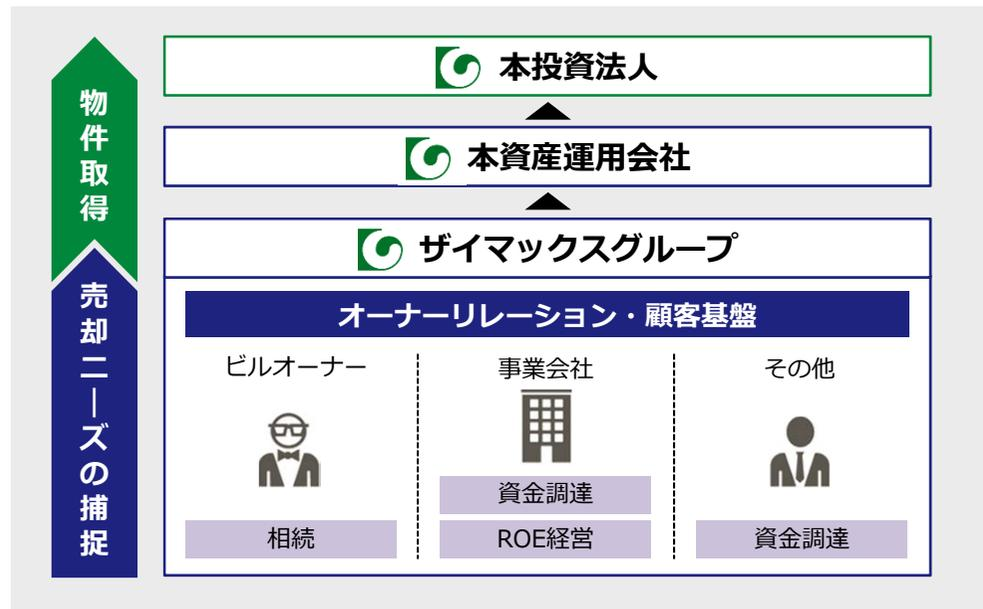 物件取得
売却ニーズの捕捉
本投資法人
本資産運用会社
ザイマックスグループ
オーナーリレーション・顧客基盤
ビルオーナー
相続
事業会社
資金調達
ROE経営
その他
資金調達